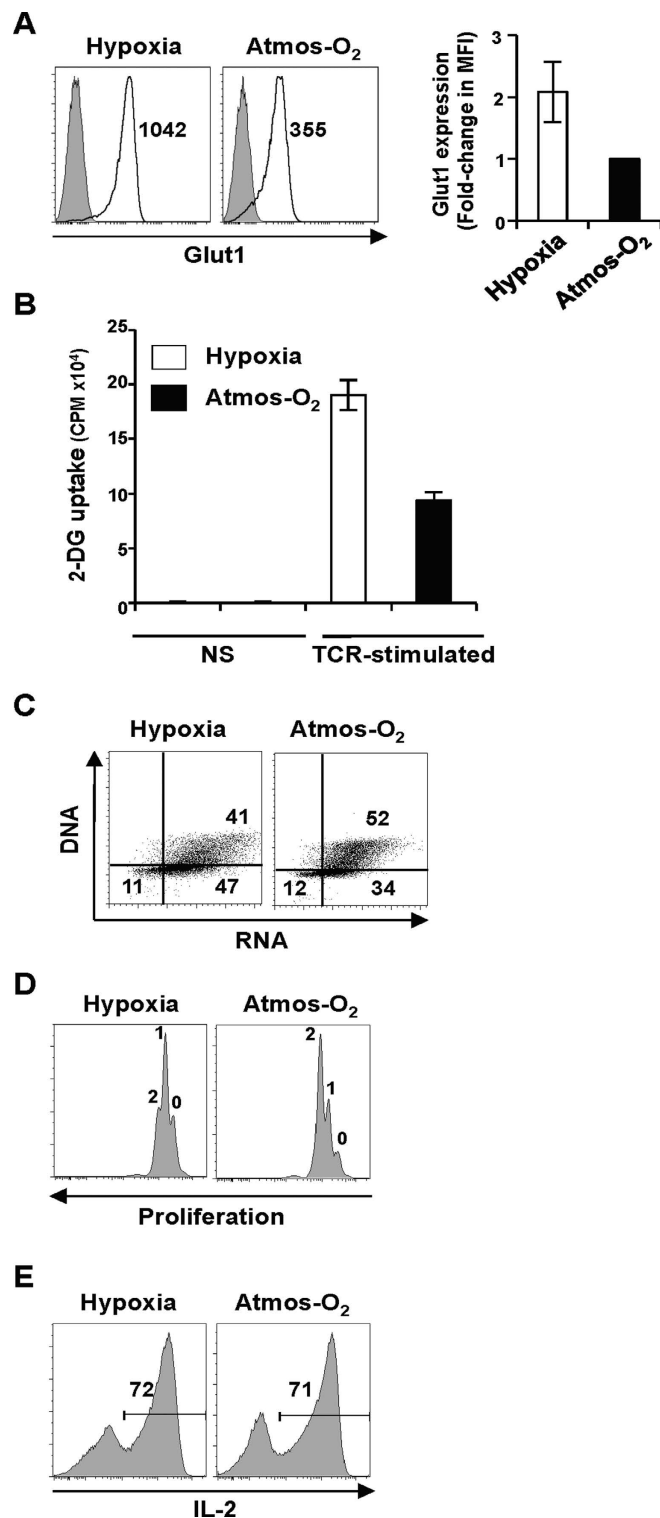 A
Hypoxia
Atmos-O₂
1042
355
Glut1
Glut1 expression
(Fold-change in MFI)
3
2
1
0
Hypoxia
Atmos-O₂
B
2-DG uptake (CPM x10⁴)
25
20
15
10
5
0
Hypoxia
Atmos-O₂
NS
TCR-stimulated
C
Hypoxia
Atmos-O₂
DNA
41
11
47
52
12
34
RNA
D
Hypoxia
Atmos-O₂
1
2
0
2
1
0
Proliferation
E
Hypoxia
Atmos-O₂
72
71
IL-2